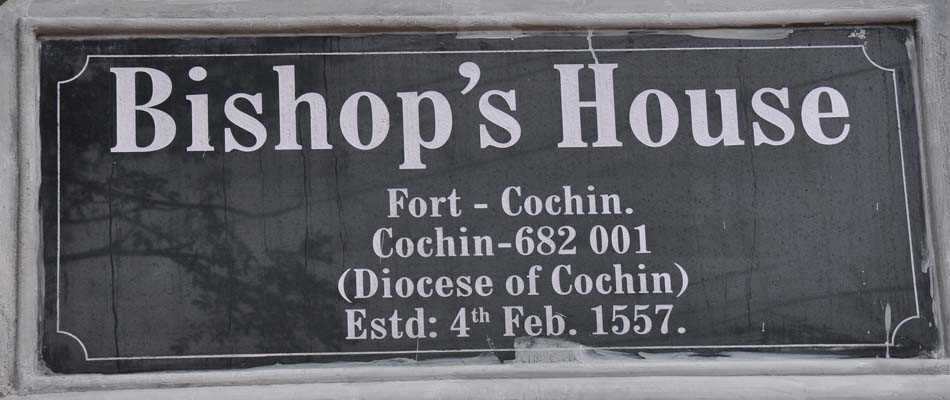 Bishop's House
Fort - Cochin.
Cochin-682 001
(Diocese of Cochin)
Estd: 4th Feb. 1557.